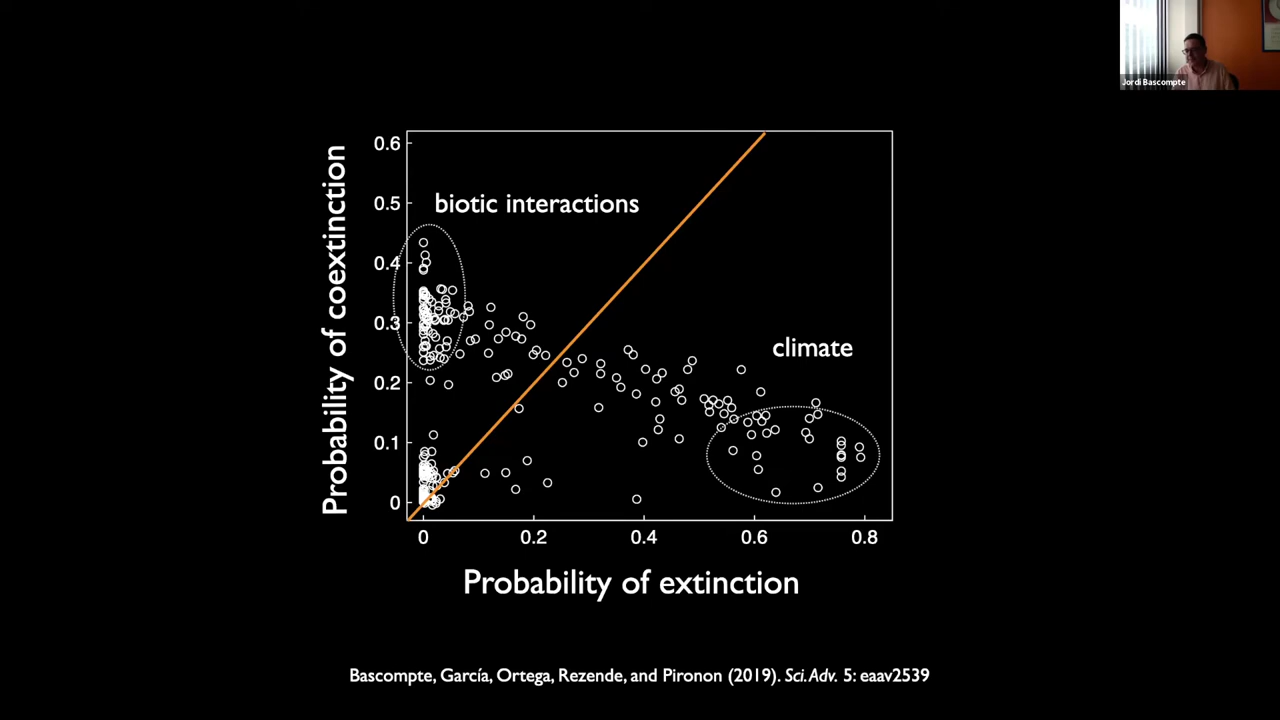 Jordi Bascompte
Probability of coextinction
0.6
0.5
0.4
0.3
0.2
0.1
0
biotic interactions
climate
0 0.2 0.4 0.6 0.8
Probability of extinction
Bascompte, García, Ortega, Rezende, and Pironon (2019). Sci. Adv. 5: eaav2539